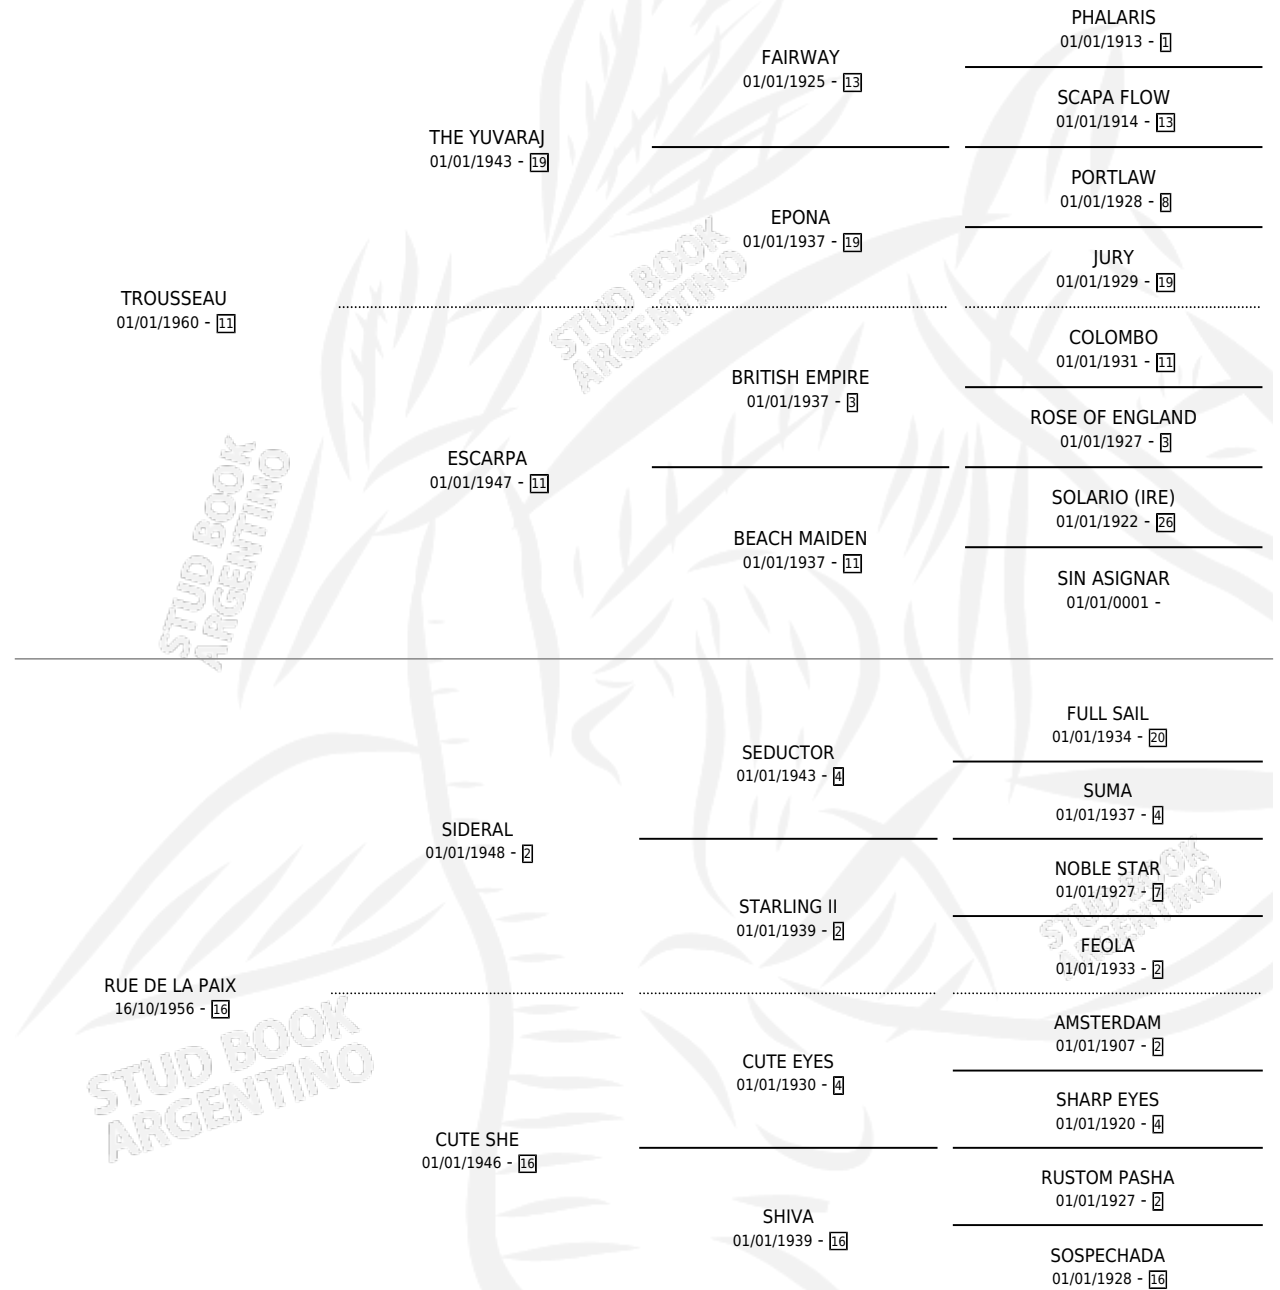 PHALARIS
01/01/1913 - 1
FAIRWAY
01/01/1925 - 13
SCAPA FLOW
01/01/1914 - 13
THE YUVARAJ
01/01/1943 - 19
PORTLAW
01/01/1928 - 8
EPONA
01/01/1937 - 19
JURY
01/01/1929 - 19
TROUSSEAU
01/01/1960 - 11
COLOMBO
01/01/1931 - 11
BRITISH EMPIRE
01/01/1937 - 3
ROSE OF ENGLAND
01/01/1927 - 3
ESCARPA
01/01/1947 - 11
SOLARIO (IRE)
01/01/1922 - 26
BEACH MAIDEN
01/01/1937 - 11
SIN ASIGNAR
01/01/0001 -
FULL SAIL
01/01/1934 - 20
SEDUCTOR
01/01/1943 - 4
SUMA
01/01/1937 - 4
SIDERAL
01/01/1948 - 2
NOBLE STAR
01/01/1927 - 7
STARLING II
01/01/1939 - 2
FEOLA
01/01/1933 - 2
RUE DE LA PAIX
16/10/1956 - 16
AMSTERDAM
01/01/1907 - 2
CUTE EYES
01/01/1930 - 4
SHARP EYES
01/01/1920 - 4
CUTE SHE
01/01/1946 - 16
RUSTOM PASHA
01/01/1927 - 2
SHIVA
01/01/1939 - 16
SOSPECHADA
01/01/1928 - 16
STUD BOOK
ARGENTINO
STUD BOOK
ARGENTINO
STUD BOOK
ARGENTINO
STUD BOOK
ARGENTINO